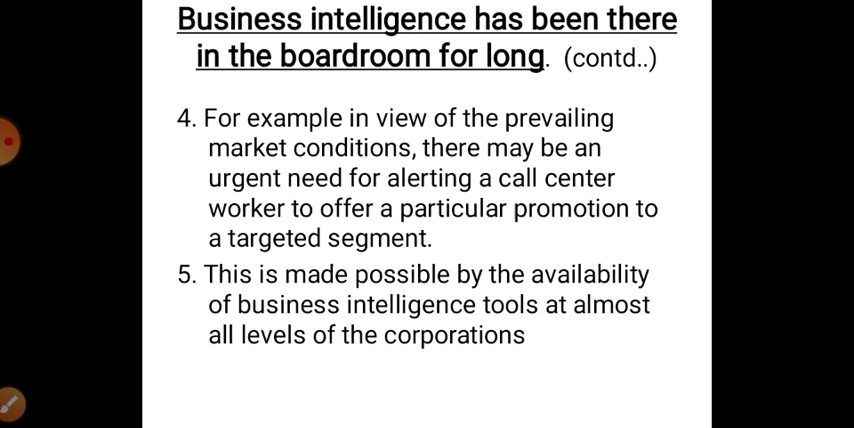 Business intelligence has been there
in the boardroom for long. (contd..)
4. For example in view of the prevailing
market conditions, there may be an
urgent need for alerting a call center
worker to offer a particular promotion to
a targeted segment.
5. This is made possible by the availability
of business intelligence tools at almost
all levels of the corporations